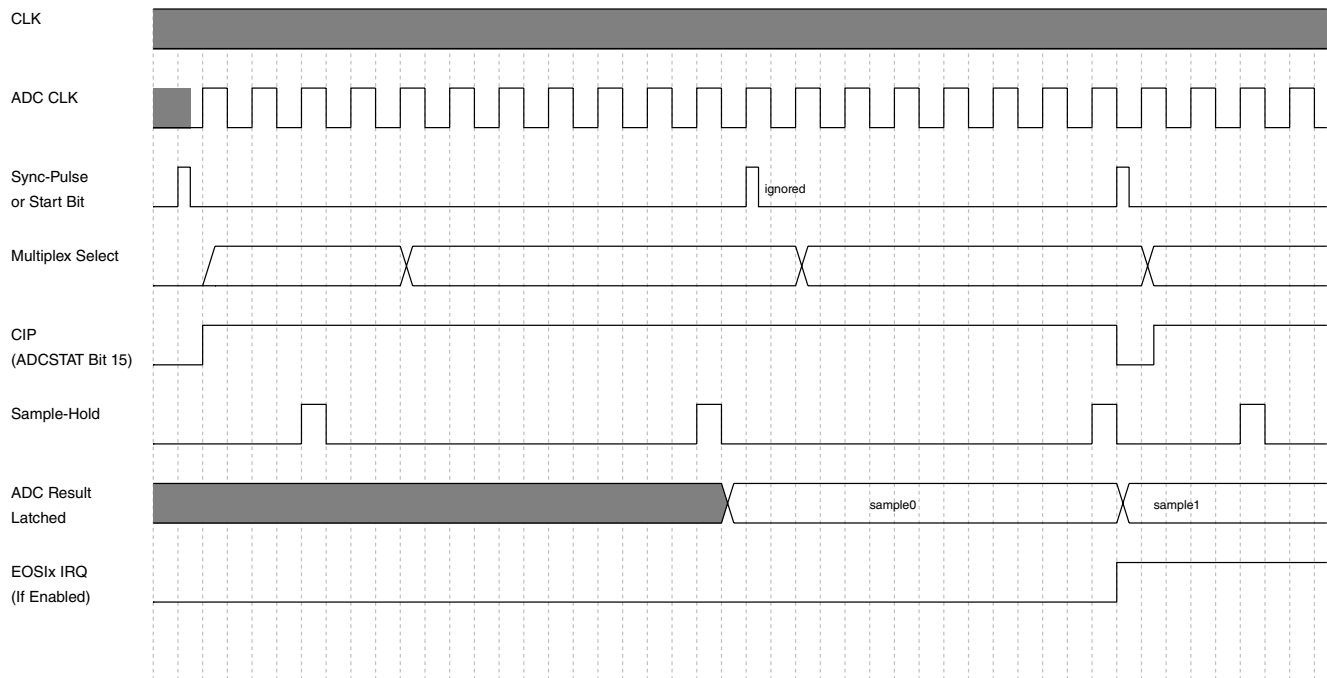 CLK
ADC CLK
Sync-Pulse
or Start Bit
ignored
Multiplex Select
CIP
(ADCSTAT Bit 15)
Sample-Hold
ADC Result
Latched
sample0
sample1
EOSIx IRQ
(If Enabled)